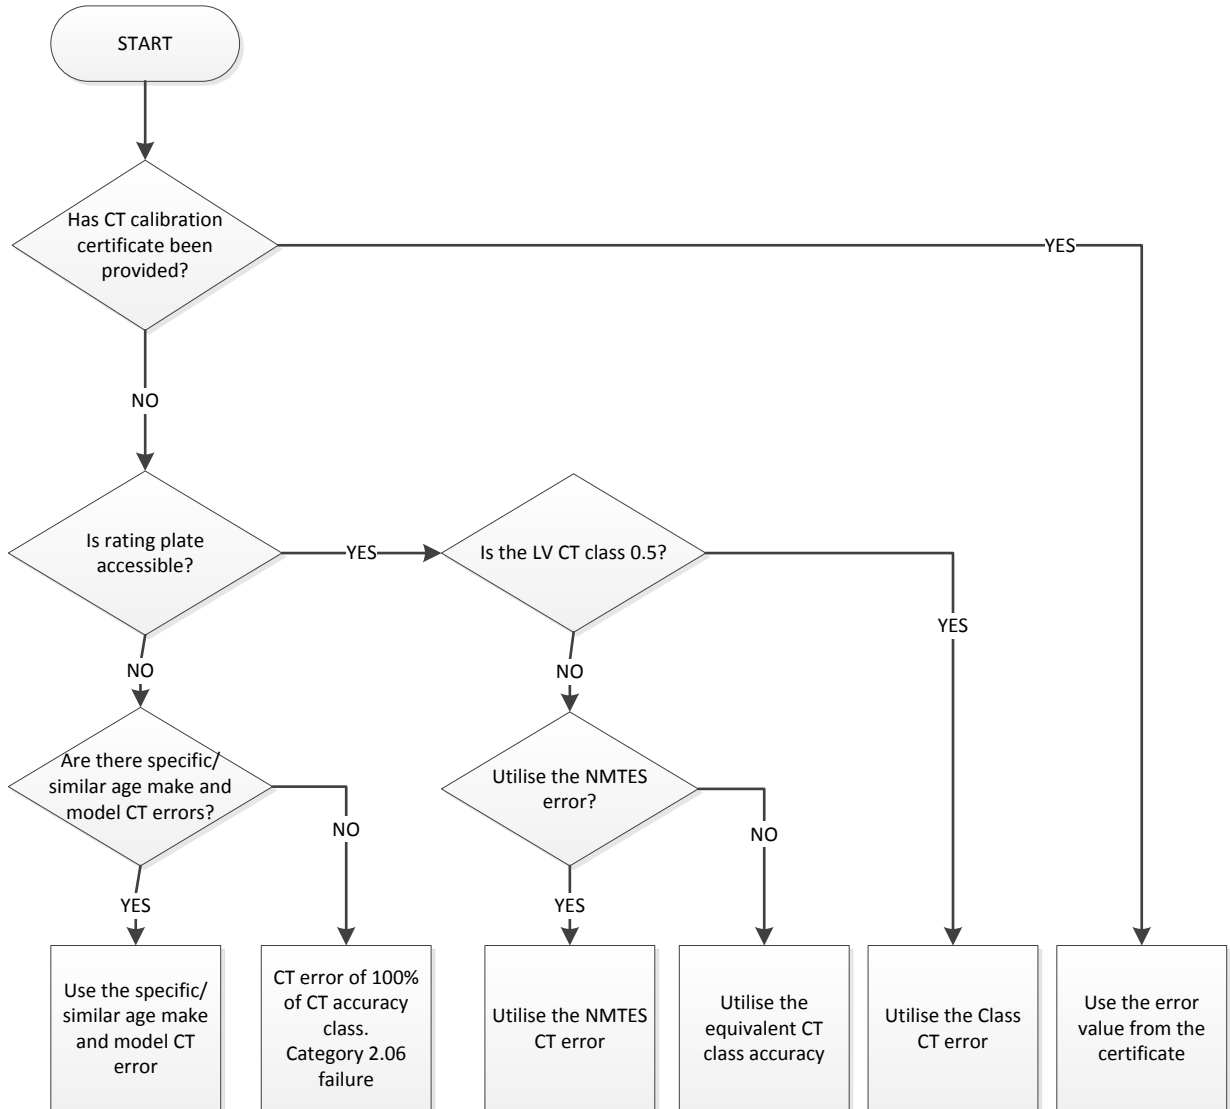 START
Has CT calibration
certificate been
provided?
YES
NO
Is rating plate
accessible?
YES
Is the LV CT class 0.5?
YES
NO
NO
Are there specific/
similar age make and
model CT errors?
Utilise the NMTES
error?
NO
NO
YES
YES
Use the specific/
similar age make
and model CT
error
CT error of 100%
of CT accuracy
class.
Category 2.06
failure
Utilise the NMTES
CT error
Utilise the
equivalent CT
class accuracy
Utilise the Class
CT error
Use the error
value from the
certificate